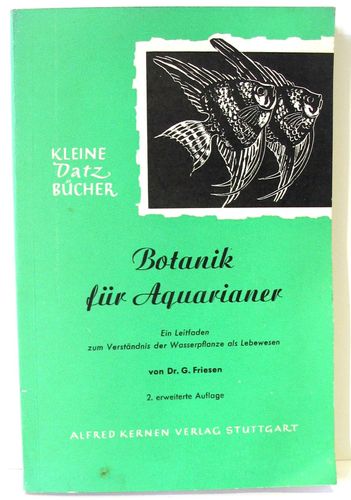 KLEINE
Datz
BÜCHER
Botanik
für Aquarianer
Ein Leitfaden
zum Verständnis der Wasserpflanze als Lebewesen
von Dr. G. Friesen
2. erweiterte Auflage
ALFRED KERNEN VERLAG STUTTGART